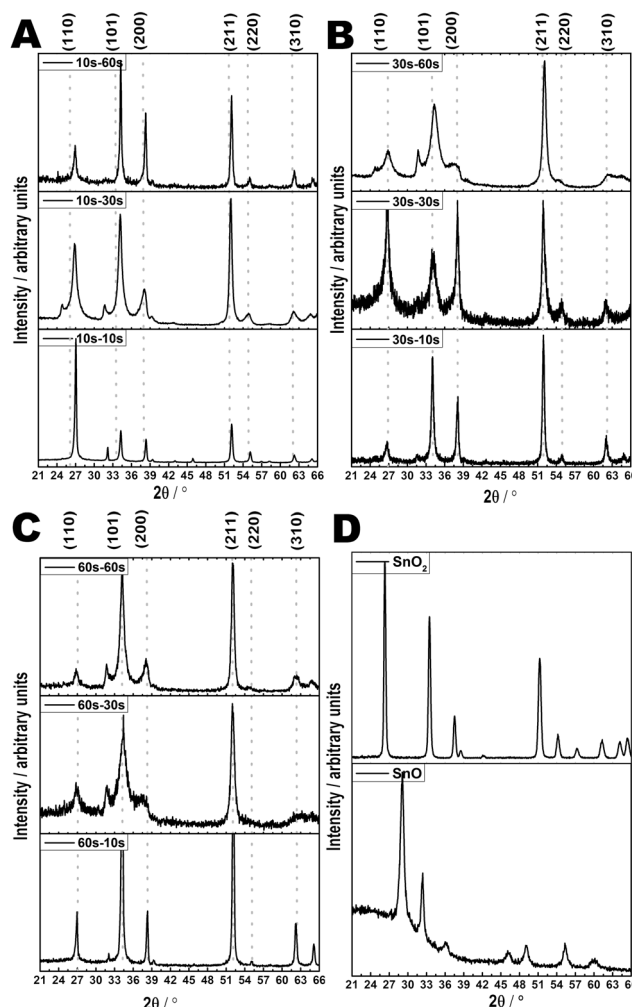 A
(110)
(101)
(200)
(211)
(220)
(310)
10s-60s
10s-30s
10s-10s
Intensity / arbitrary units
21 24 27 30 33 36 39 42 45 48 51 54 57 60 63 66
2θ / °
B
(110)
(101)
(200)
(211)
(220)
(310)
30s-60s
30s-30s
30s-10s
Intensity / arbitrary units
21 24 27 30 33 36 39 42 45 48 51 54 57 60 63 66
2θ / °
C
(110)
(101)
(200)
(211)
(220)
(310)
60s-60s
60s-30s
60s-10s
Intensity / arbitrary units
21 24 27 30 33 36 39 42 45 48 51 54 57 60 63 66
2θ / °
D
SnO₂
SnO
Intensity / arbitrary units
21 24 27 30 33 36 39 42 45 48 51 54 57 60 63 66
2θ / °